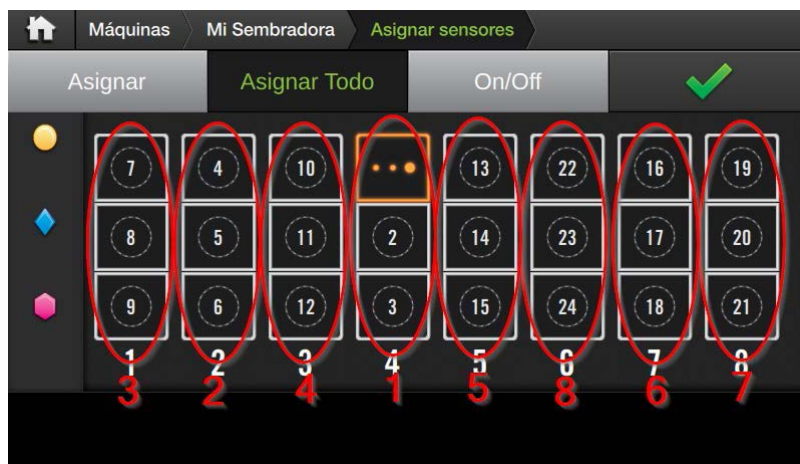 Máquinas Mi Sembradora Asignar sensores
Asignar Asignar Todo On/Off
7 4 10 13 22 16 19
8 5 11 2 14 23 17 20
9 6 12 3 15 24 18 21
1 2 3 4 5 6 7 8
3 2 4 1 5 8 6 7